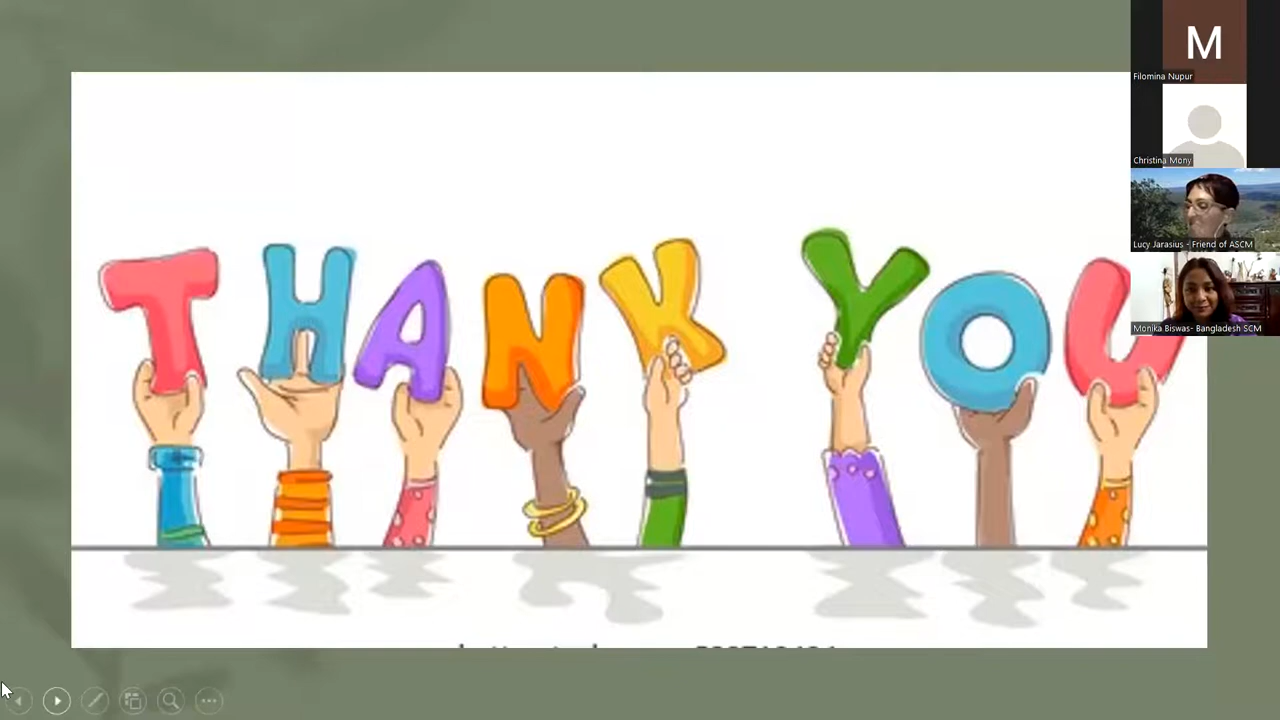 THANK YOU
M
Filomina Nupur
Christina Mony
Lucy Jarasius - Friend of ASCM
Monika Biswas- Bangladesh SCM